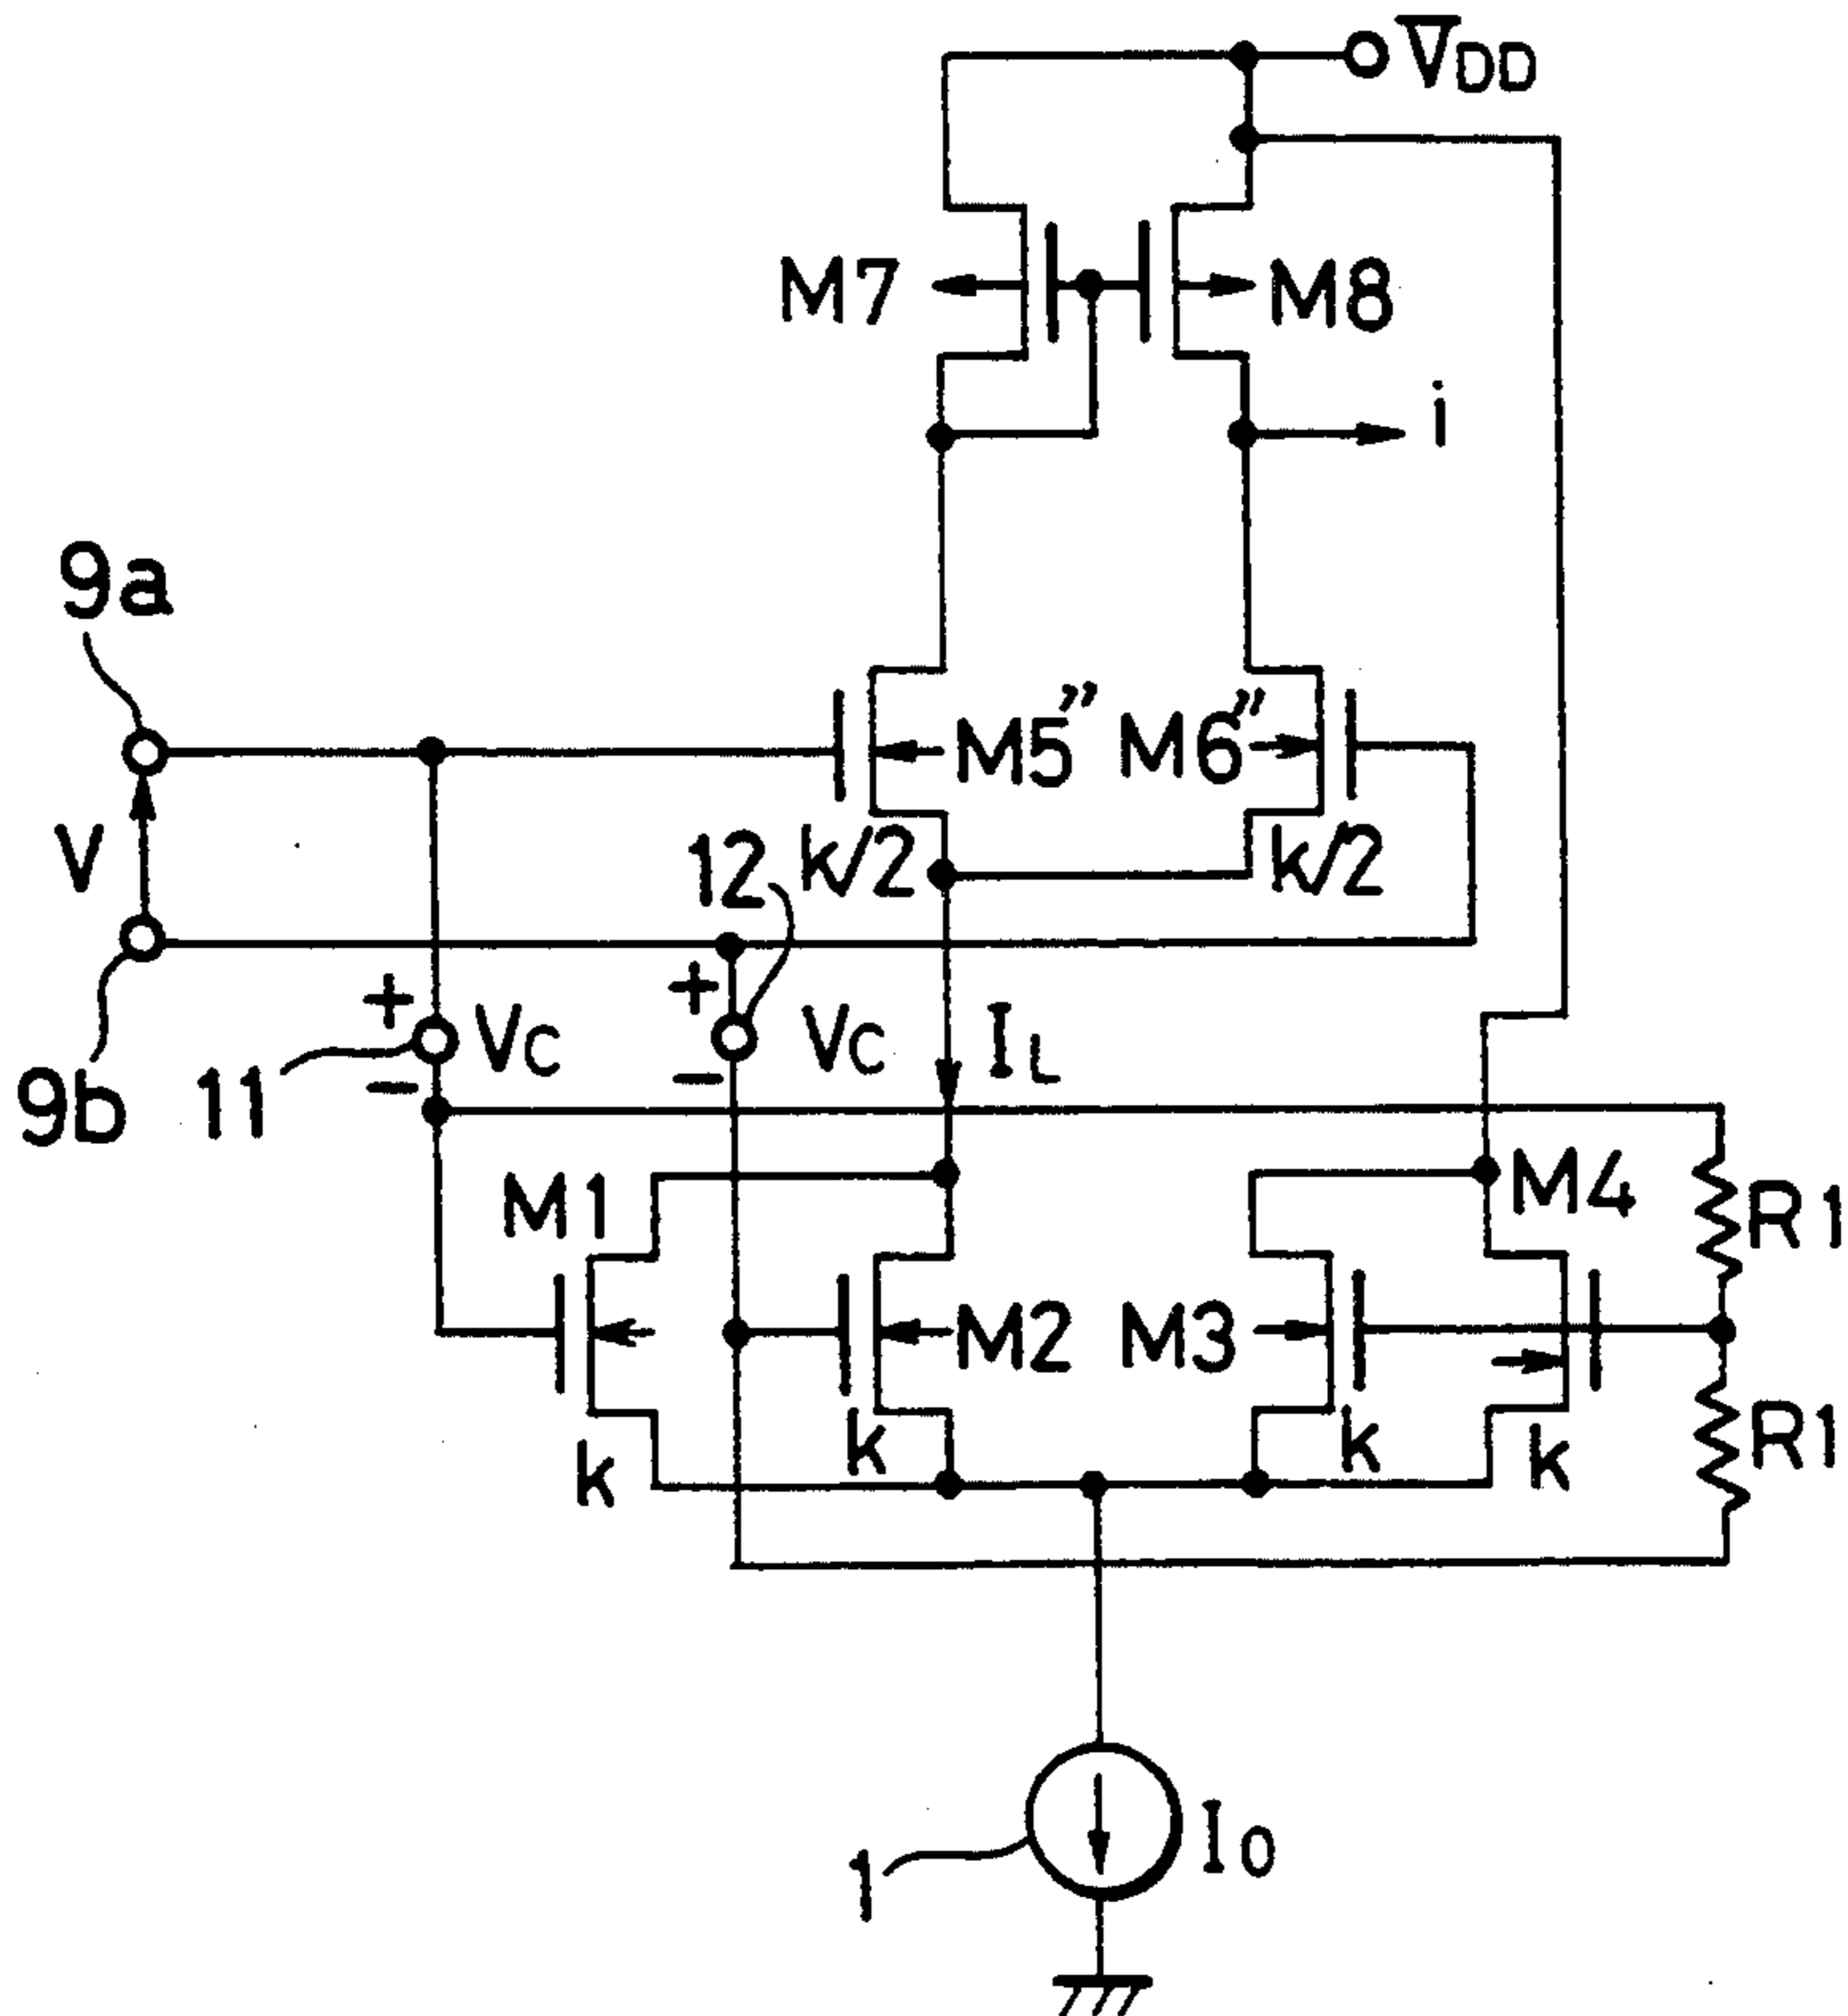 VDD
M7 M8
i
9a
M5" M6"
V
12 k/2 k/2
+ +
VC VC IL
9b 11 − −
M1 M4
R1
M2 M3
k k k k
R1
1 I0